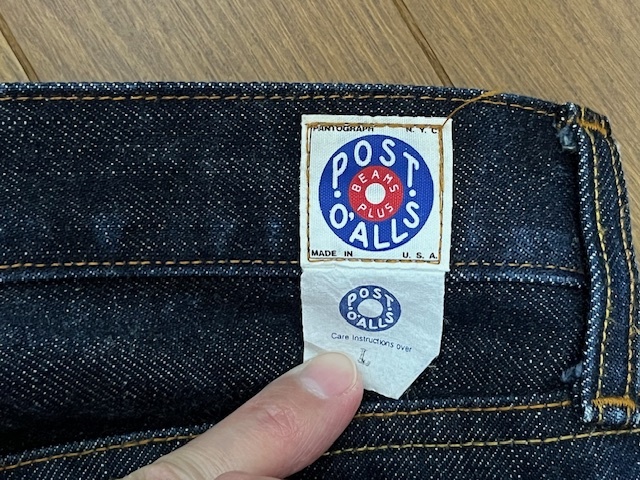 PANTOGRAPH N. Y. C.
POST
BEAMS
PLUS
O'ALLS
MADE IN U. S. A.
POST
O'ALLS
Care instructions over
L